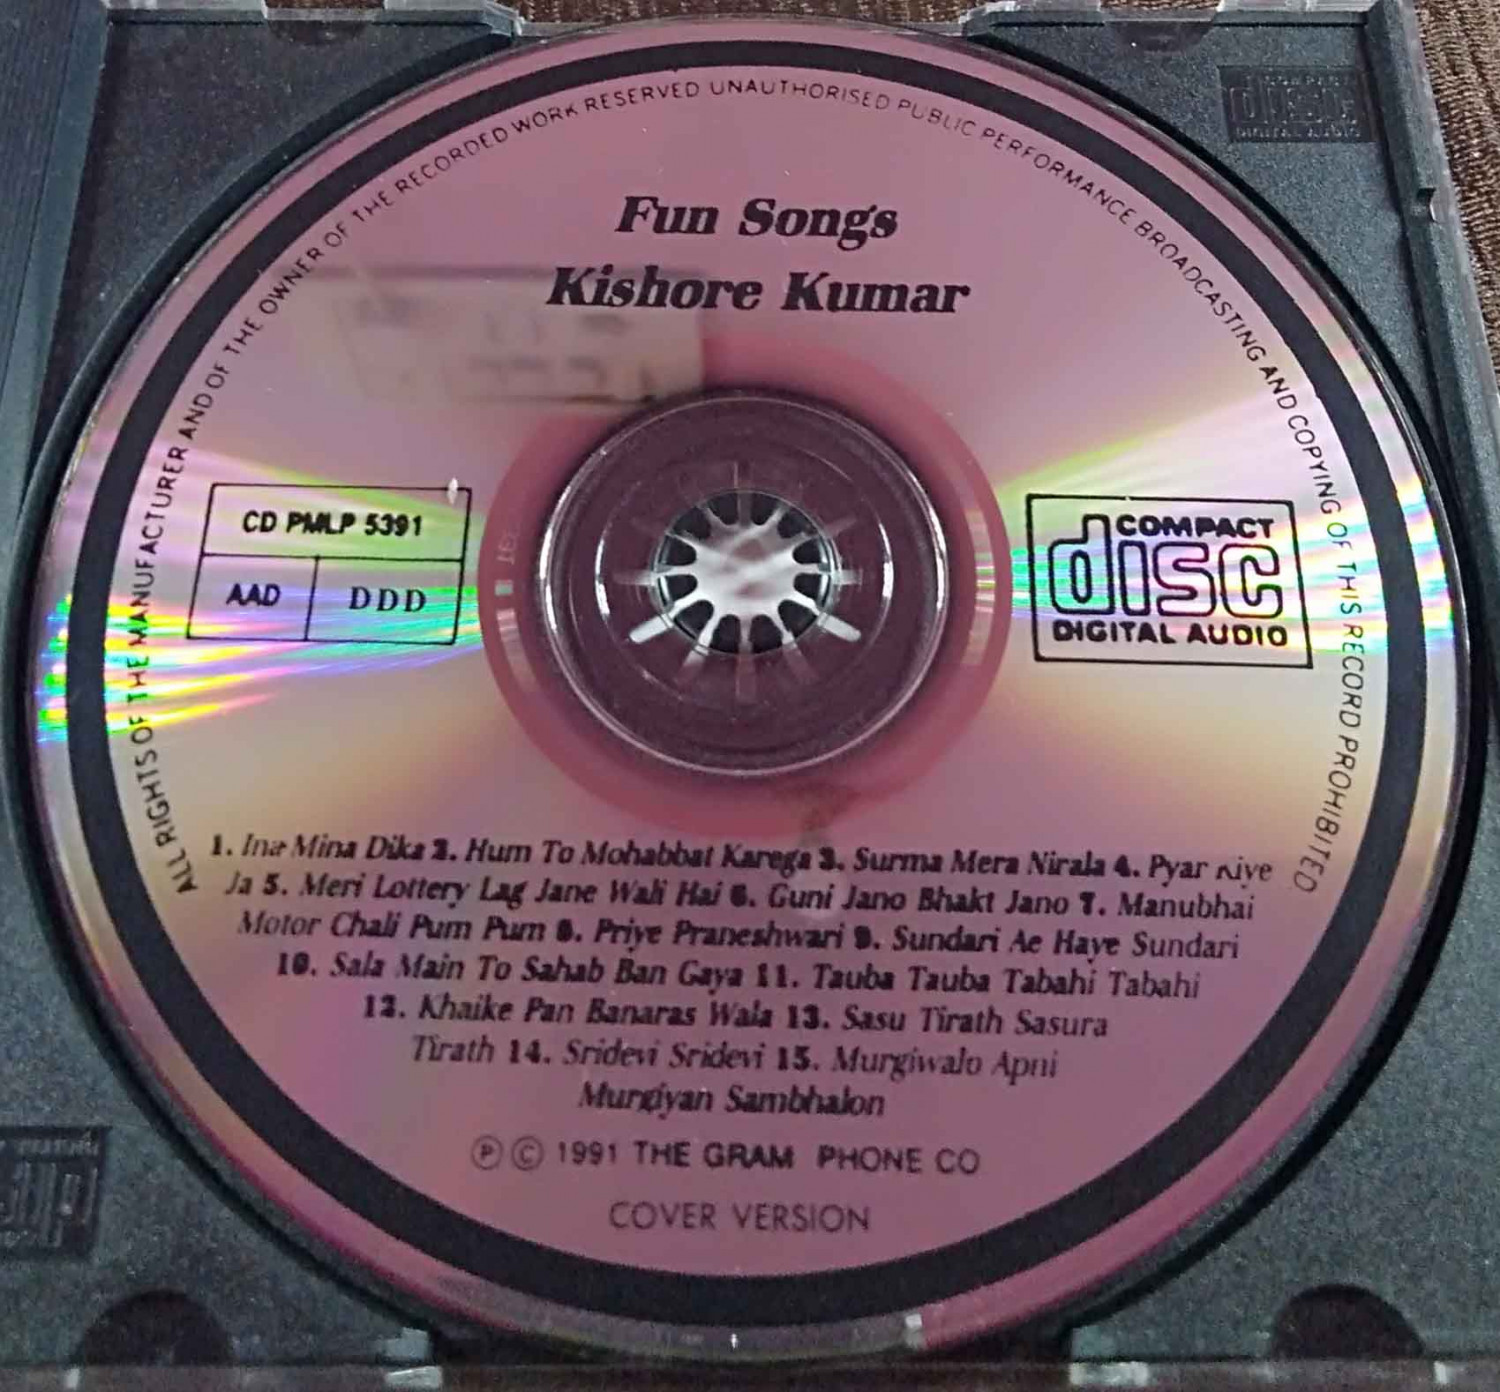 ALL RIGHTS OF THE MANUFACTURER AND OF THE OWNER OF THE RECORDED WORK RESERVED UNAUTHORISED PUBLIC PERFORMANCE BROADCASTING AND COPYING OF THIS RECORD PROHIBITED
Fun Songs
Kishore Kumar
CD PMLP 5391
AAD DDD
COMPACT
disc
DIGITAL AUDIO
1. Ina Mina Dika 2. Hum To Mohabbat Karega 3. Surma Mera Nirala 4. Pyar Kiye
Ja 5. Meri Lottery Lag Jane Wali Hai 6. Guni Jano Bhakt Jano 7. Manubhai
Motor Chali Pum Pum 8. Priye Praneshwari 9. Sundari Ae Haye Sundari
10. Sala Main To Sahab Ban Gaya 11. Tauba Tauba Tabahi Tabahi
12. Khaike Pan Banaras Wala 13. Sasu Tirath Sasura
Tirath 14. Sridevi Sridevi 15. Murgiwalo Apni
Murgiyan Sambhalon
Ⓟ © 1991 THE GRAM PHONE CO
COVER VERSION
COMPACT
disc
DIGITAL AUDIO